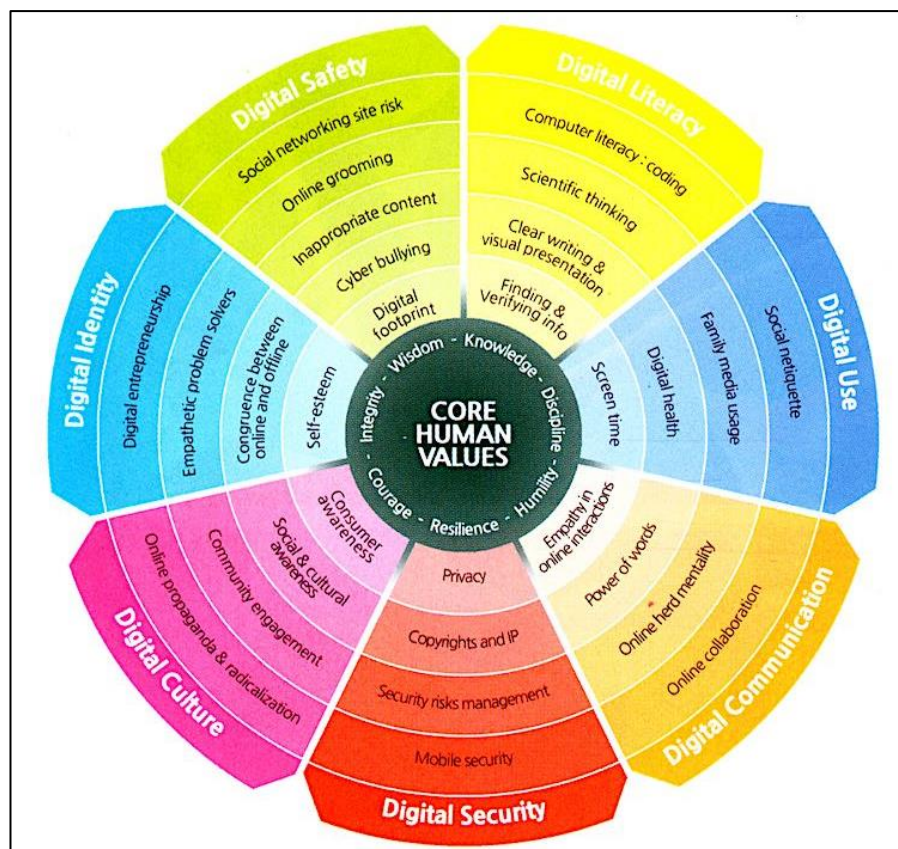 Digital Safety
Social networking site risk
Online grooming
Inappropriate content
Cyber bullying
Digital
footprint
Digital Literacy
Computer literacy : coding
Scientific thinking
Clear writing &
visual presentation
Finding &
Verifying info
Digital Use
Social netiquette
Family media usage
Digital health
Screen time
Digital Communication
Online collaboration
Online herd mentality
Power of words
Empathy in
online interactions
Digital Security
Mobile security
Security risks management
Copyrights and IP
Privacy
Digital Culture
Online propaganda & radicalization
Community engagement
Social & cultural
awareness
Consumer
awareness
Digital Identity
Digital entrepreneurship
Empathetic problem solvers
Congruence between
online and offline
Self-esteem
Integrity - Wisdom - Knowledge - Discipline - Humility - Resilience - Courage -
CORE
HUMAN
VALUES